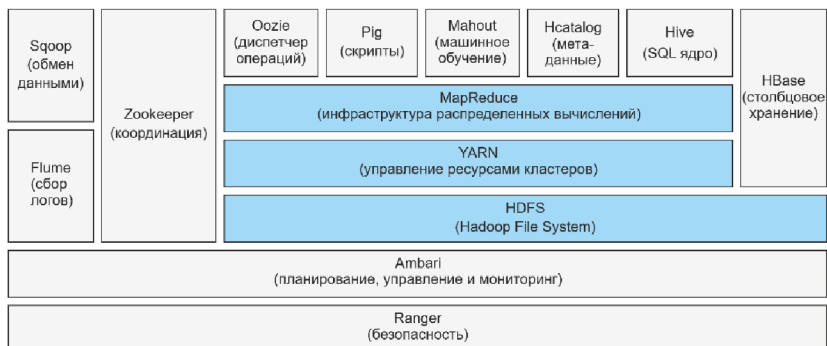 Sqoop
(обмен
данными)
Flume
(сбор
логов)
Zookeeper
(координация)
Oozie
(диспетчер
операций)
Pig
(скрипты)
Mahout
(машинное
обучение)
Hcatalog
(мета-
данные)
Hive
(SQL ядро)
HBase
(столбцовое
хранение)
MapReduce
(инфраструктура распределенных вычислений)
YARN
(управление ресурсами кластеров)
HDFS
(Hadoop File System)
Ambari
(планирование, управление и мониторинг)
Ranger
(безопасность)